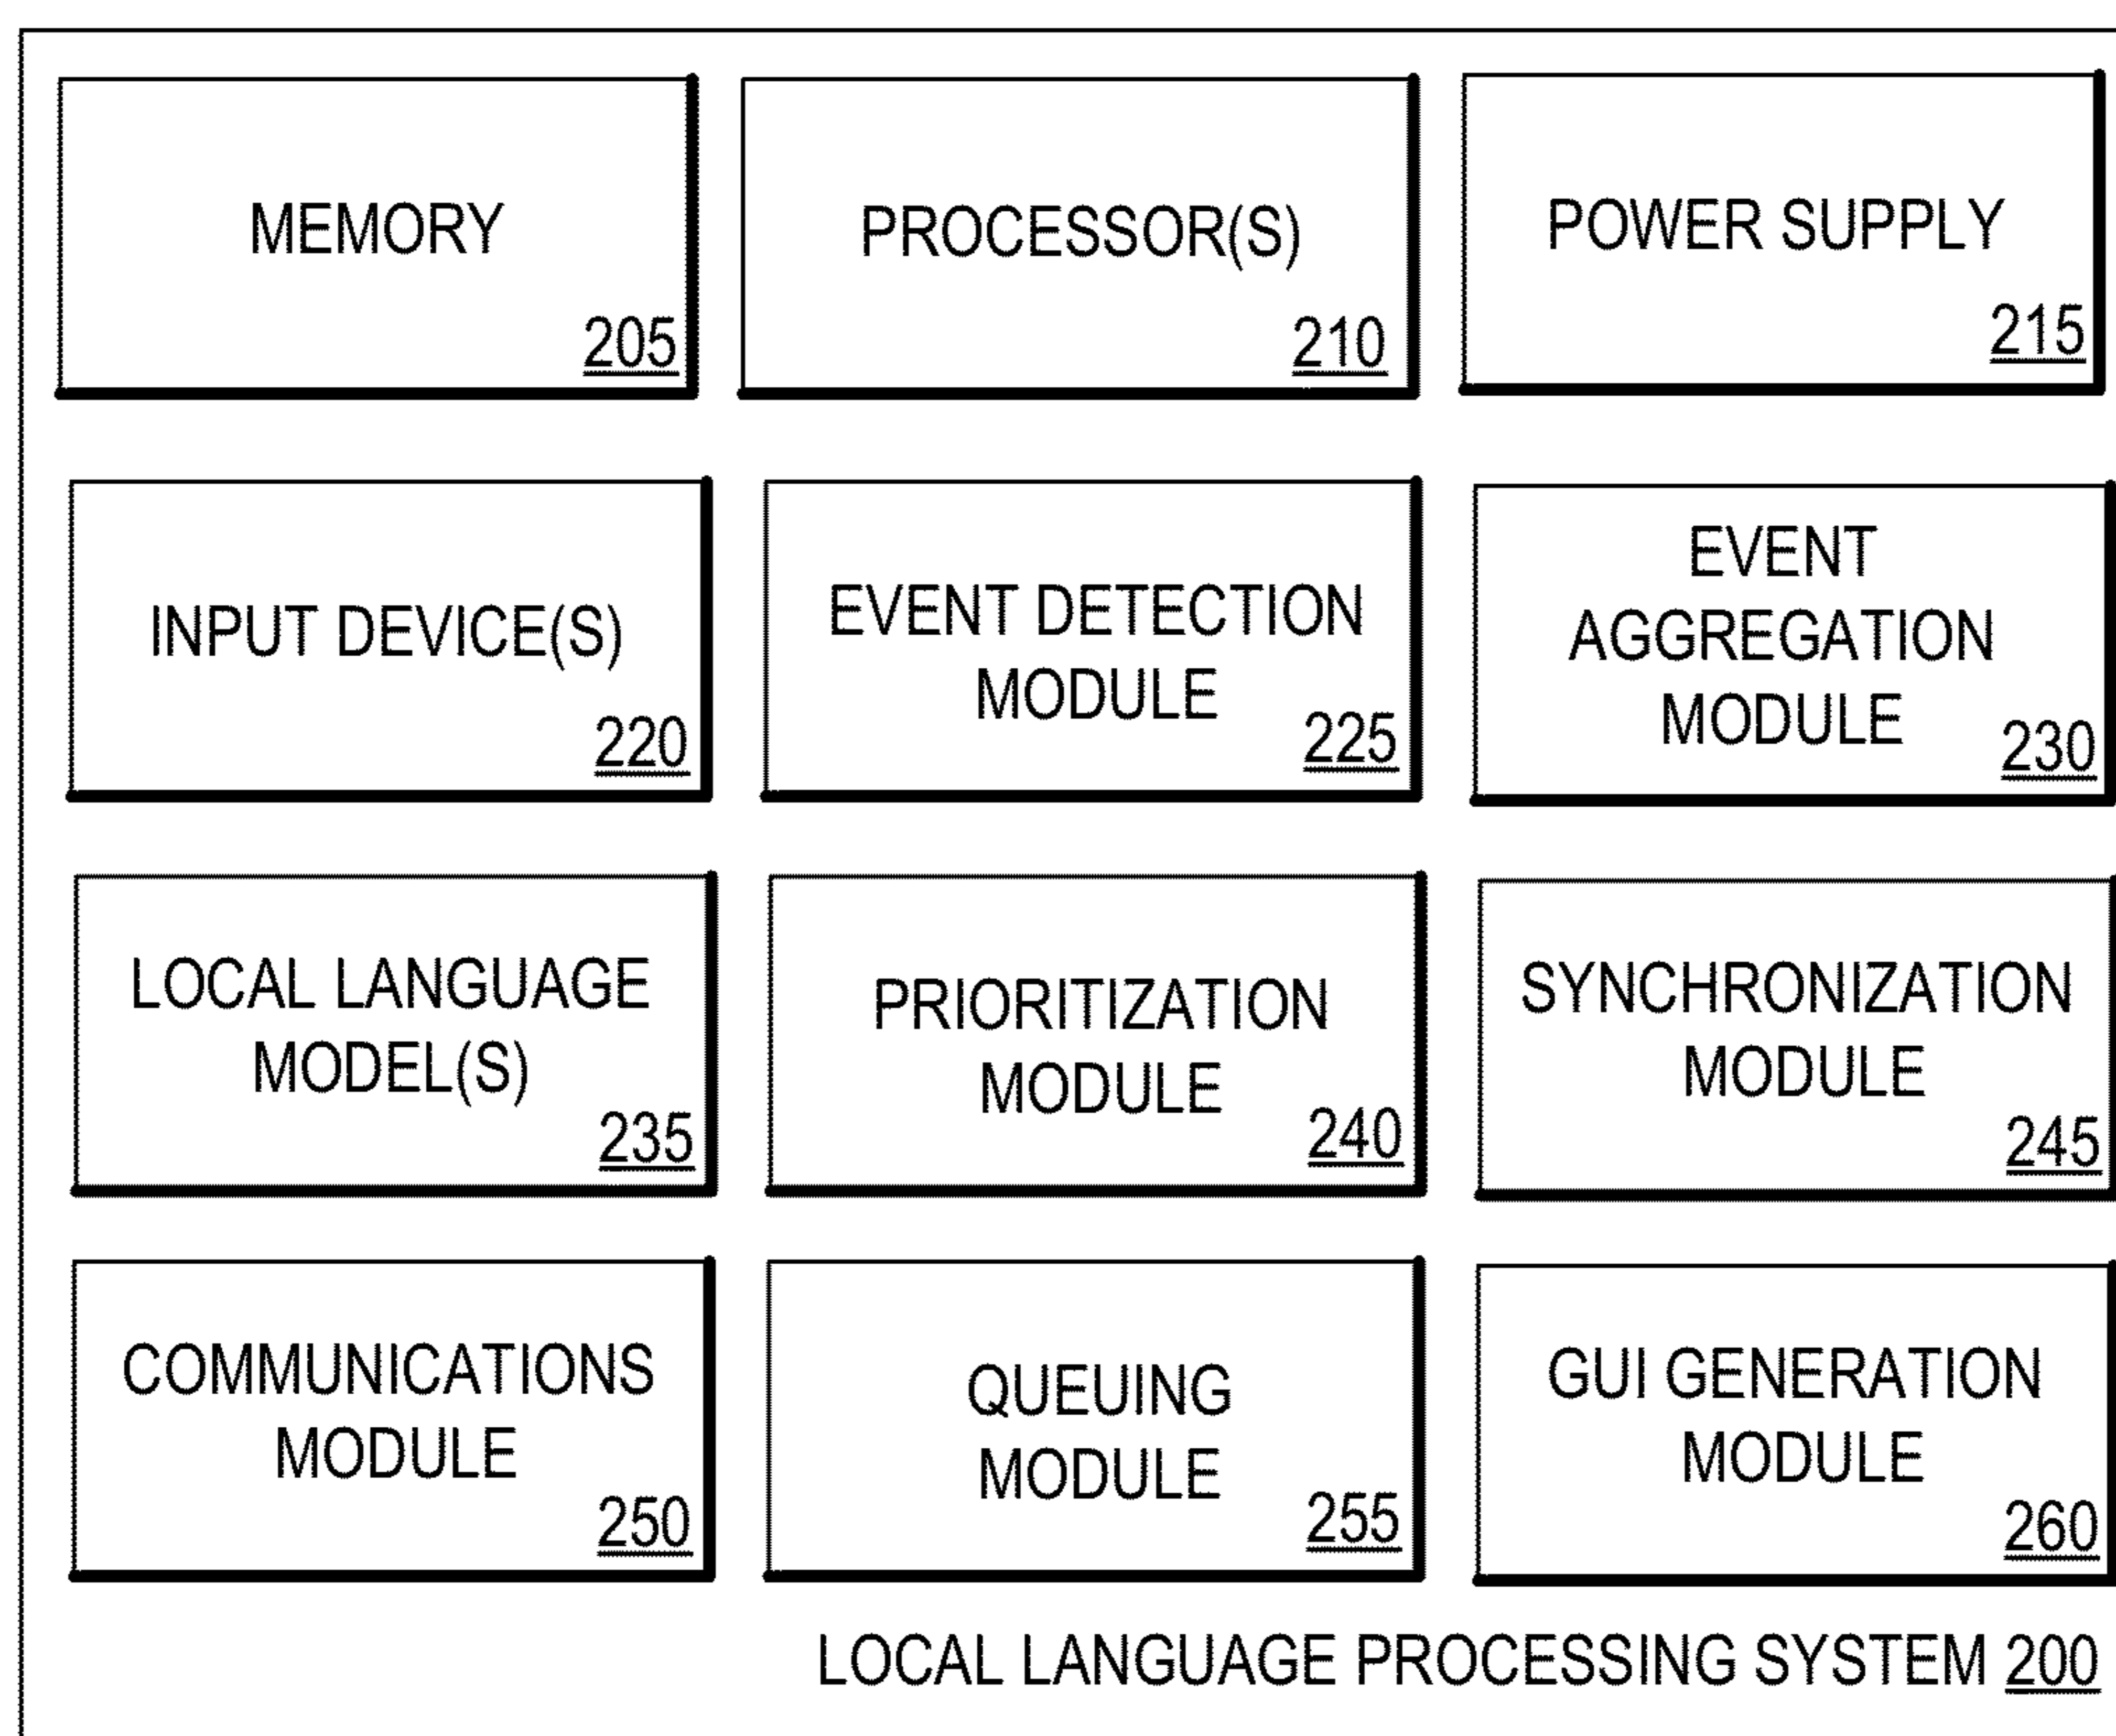 MEMORY
205
PROCESSOR(S)
210
POWER SUPPLY
215
INPUT DEVICE(S)
220
EVENT DETECTION
MODULE
225
EVENT
AGGREGATION
MODULE
230
LOCAL LANGUAGE
MODEL(S)
235
PRIORITIZATION
MODULE
240
SYNCHRONIZATION
MODULE
245
COMMUNICATIONS
MODULE
250
QUEUING
MODULE
255
GUI GENERATION
MODULE
260
LOCAL LANGUAGE PROCESSING SYSTEM 200